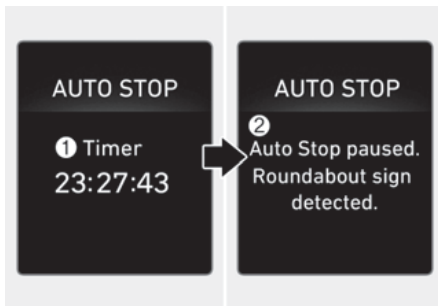 AUTO STOP
❶ Timer
23:27:43
AUTO STOP
❷
Auto Stop paused.
Roundabout sign
detected.